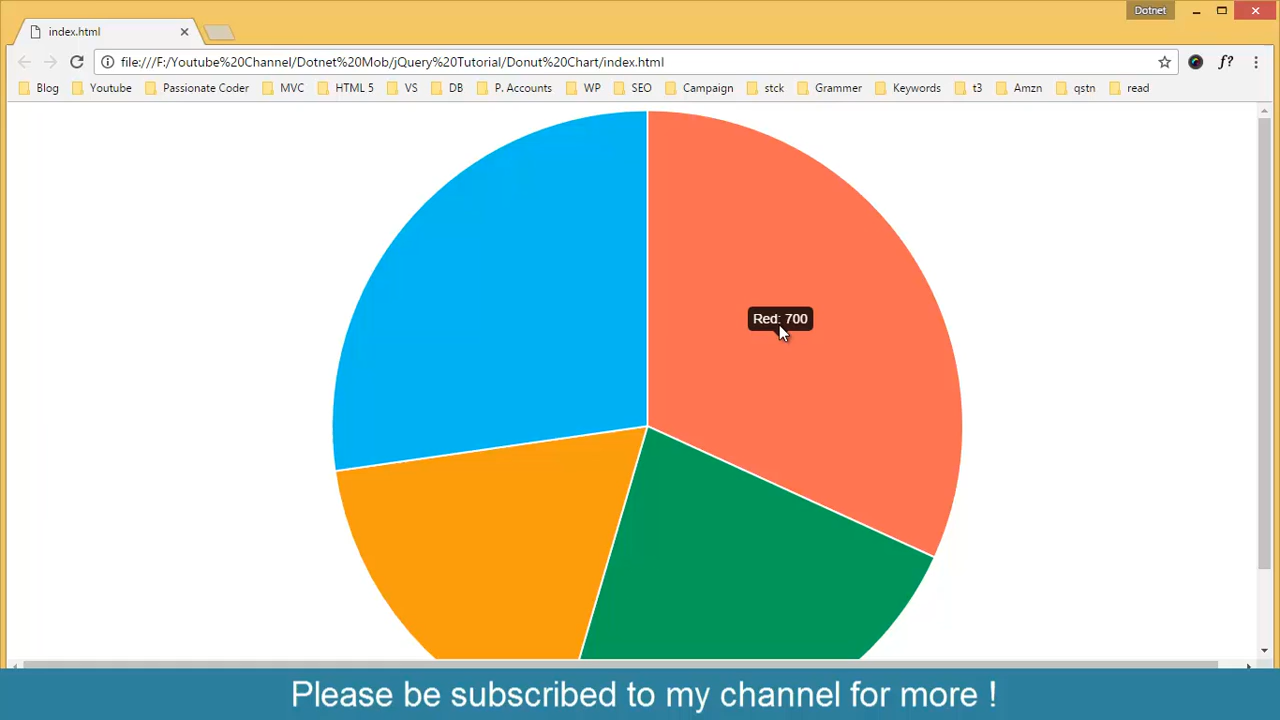 Dotnet
index.html
file:///F:/Youtube%20Channel/Dotnet%20Mob/jQuery%20Tutorial/Donut%20Chart/index.html
f?
Blog Youtube Passionate Coder MVC HTML 5 VS DB P. Accounts WP SEO Campaign stck Grammer Keywords t3 Amzn qstn read
Red: 700
Please be subscribed to my channel for more !